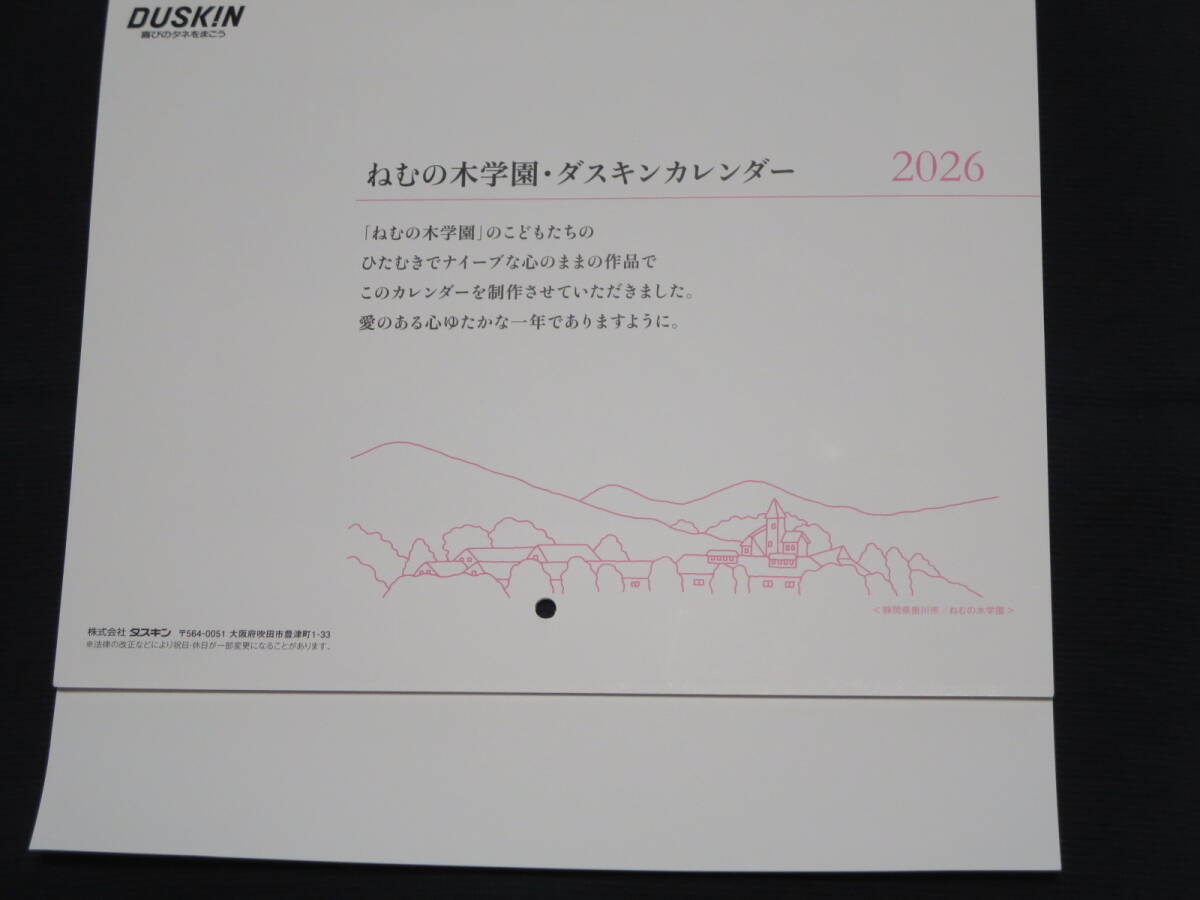 DUSK!N
喜びのタネをまこう
ねむの木学園・ダスキンカレンダー 2026
「ねむの木学園」のこどもたちの
ひたむきでナイーブな心のままの作品で
このカレンダーを制作させていただきました。
愛のある心ゆたかな一年でありますように。
<静岡県掛川市/ねむの木学園>
株式会社 ダスキン 〒564-0051 大阪府吹田市豊津町1-33
※法律の改正などにより祝日・休日が一部変更になることがあります。